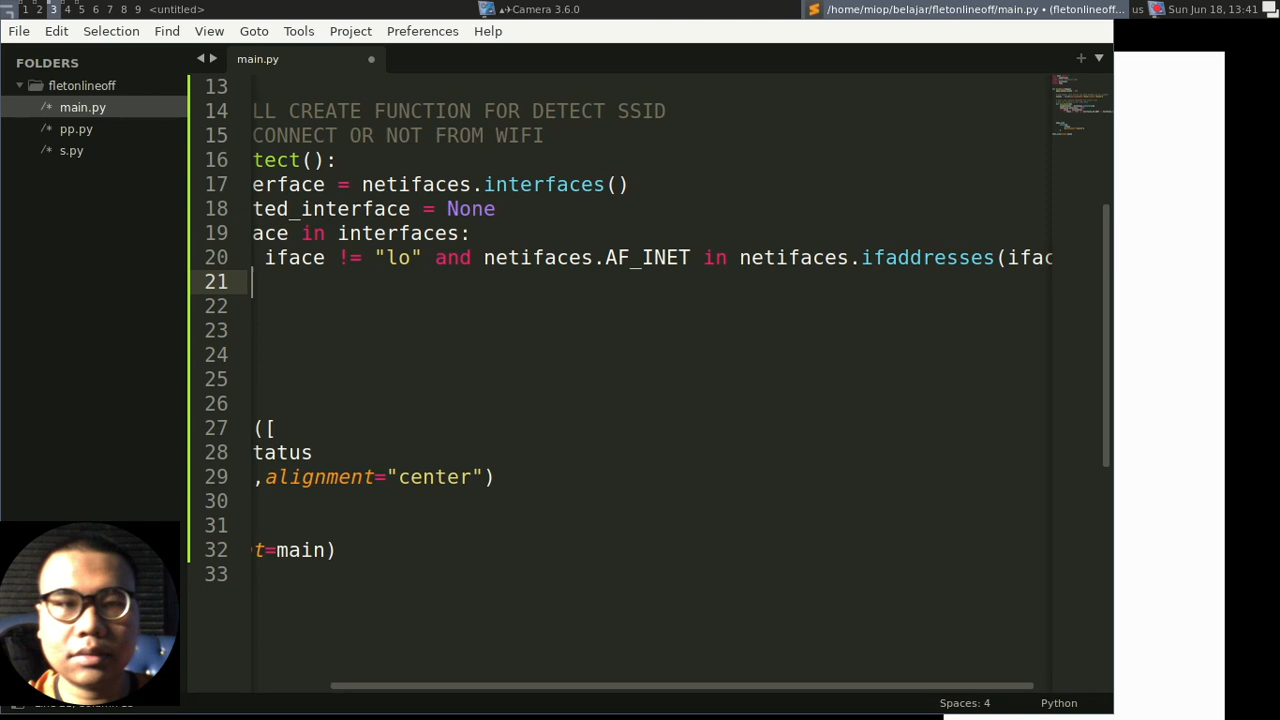 1 2 3 4 5 6 7 8 9 <untitled>
Camera 3.6.0
/home/miop/belajar/fletonlineoff/main.py • (fletonlineoff...
us
Sun Jun 18, 13:41
File Edit Selection Find View Goto Tools Project Preferences Help
FOLDERS
fletonlineoff
/* main.py
/* pp.py
/* s.py
main.py
13
14 LL CREATE FUNCTION FOR DETECT SSID
15 CONNECT OR NOT FROM WIFI
16 tect():
17 erface = netifaces.interfaces()
18 ted_interface = None
19 ace in interfaces:
20 iface != "lo" and netifaces.AF_INET in netifaces.ifaddresses(ifac
21
22
23
24
25
26
27 ([
28 tatus
29 ,alignment="center")
30
31
32 t=main)
33
Spaces: 4
Python